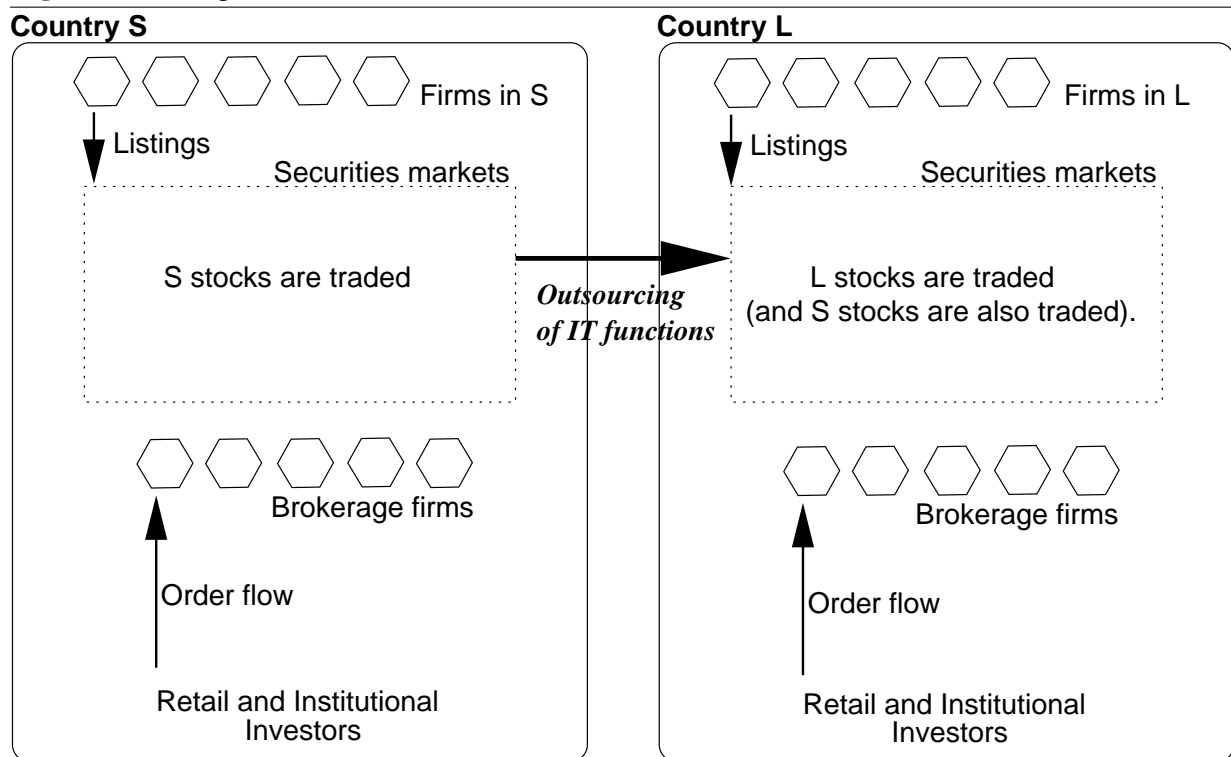 Country S
Firms in S
Listings
Securities markets
S stocks are traded
Outsourcing
of IT functions
Brokerage firms
Order flow
Retail and Institutional
Investors
Country L
Firms in L
Listings
Securities markets
L stocks are traded
(and S stocks are also traded).
Brokerage firms
Order flow
Retail and Institutional
Investors